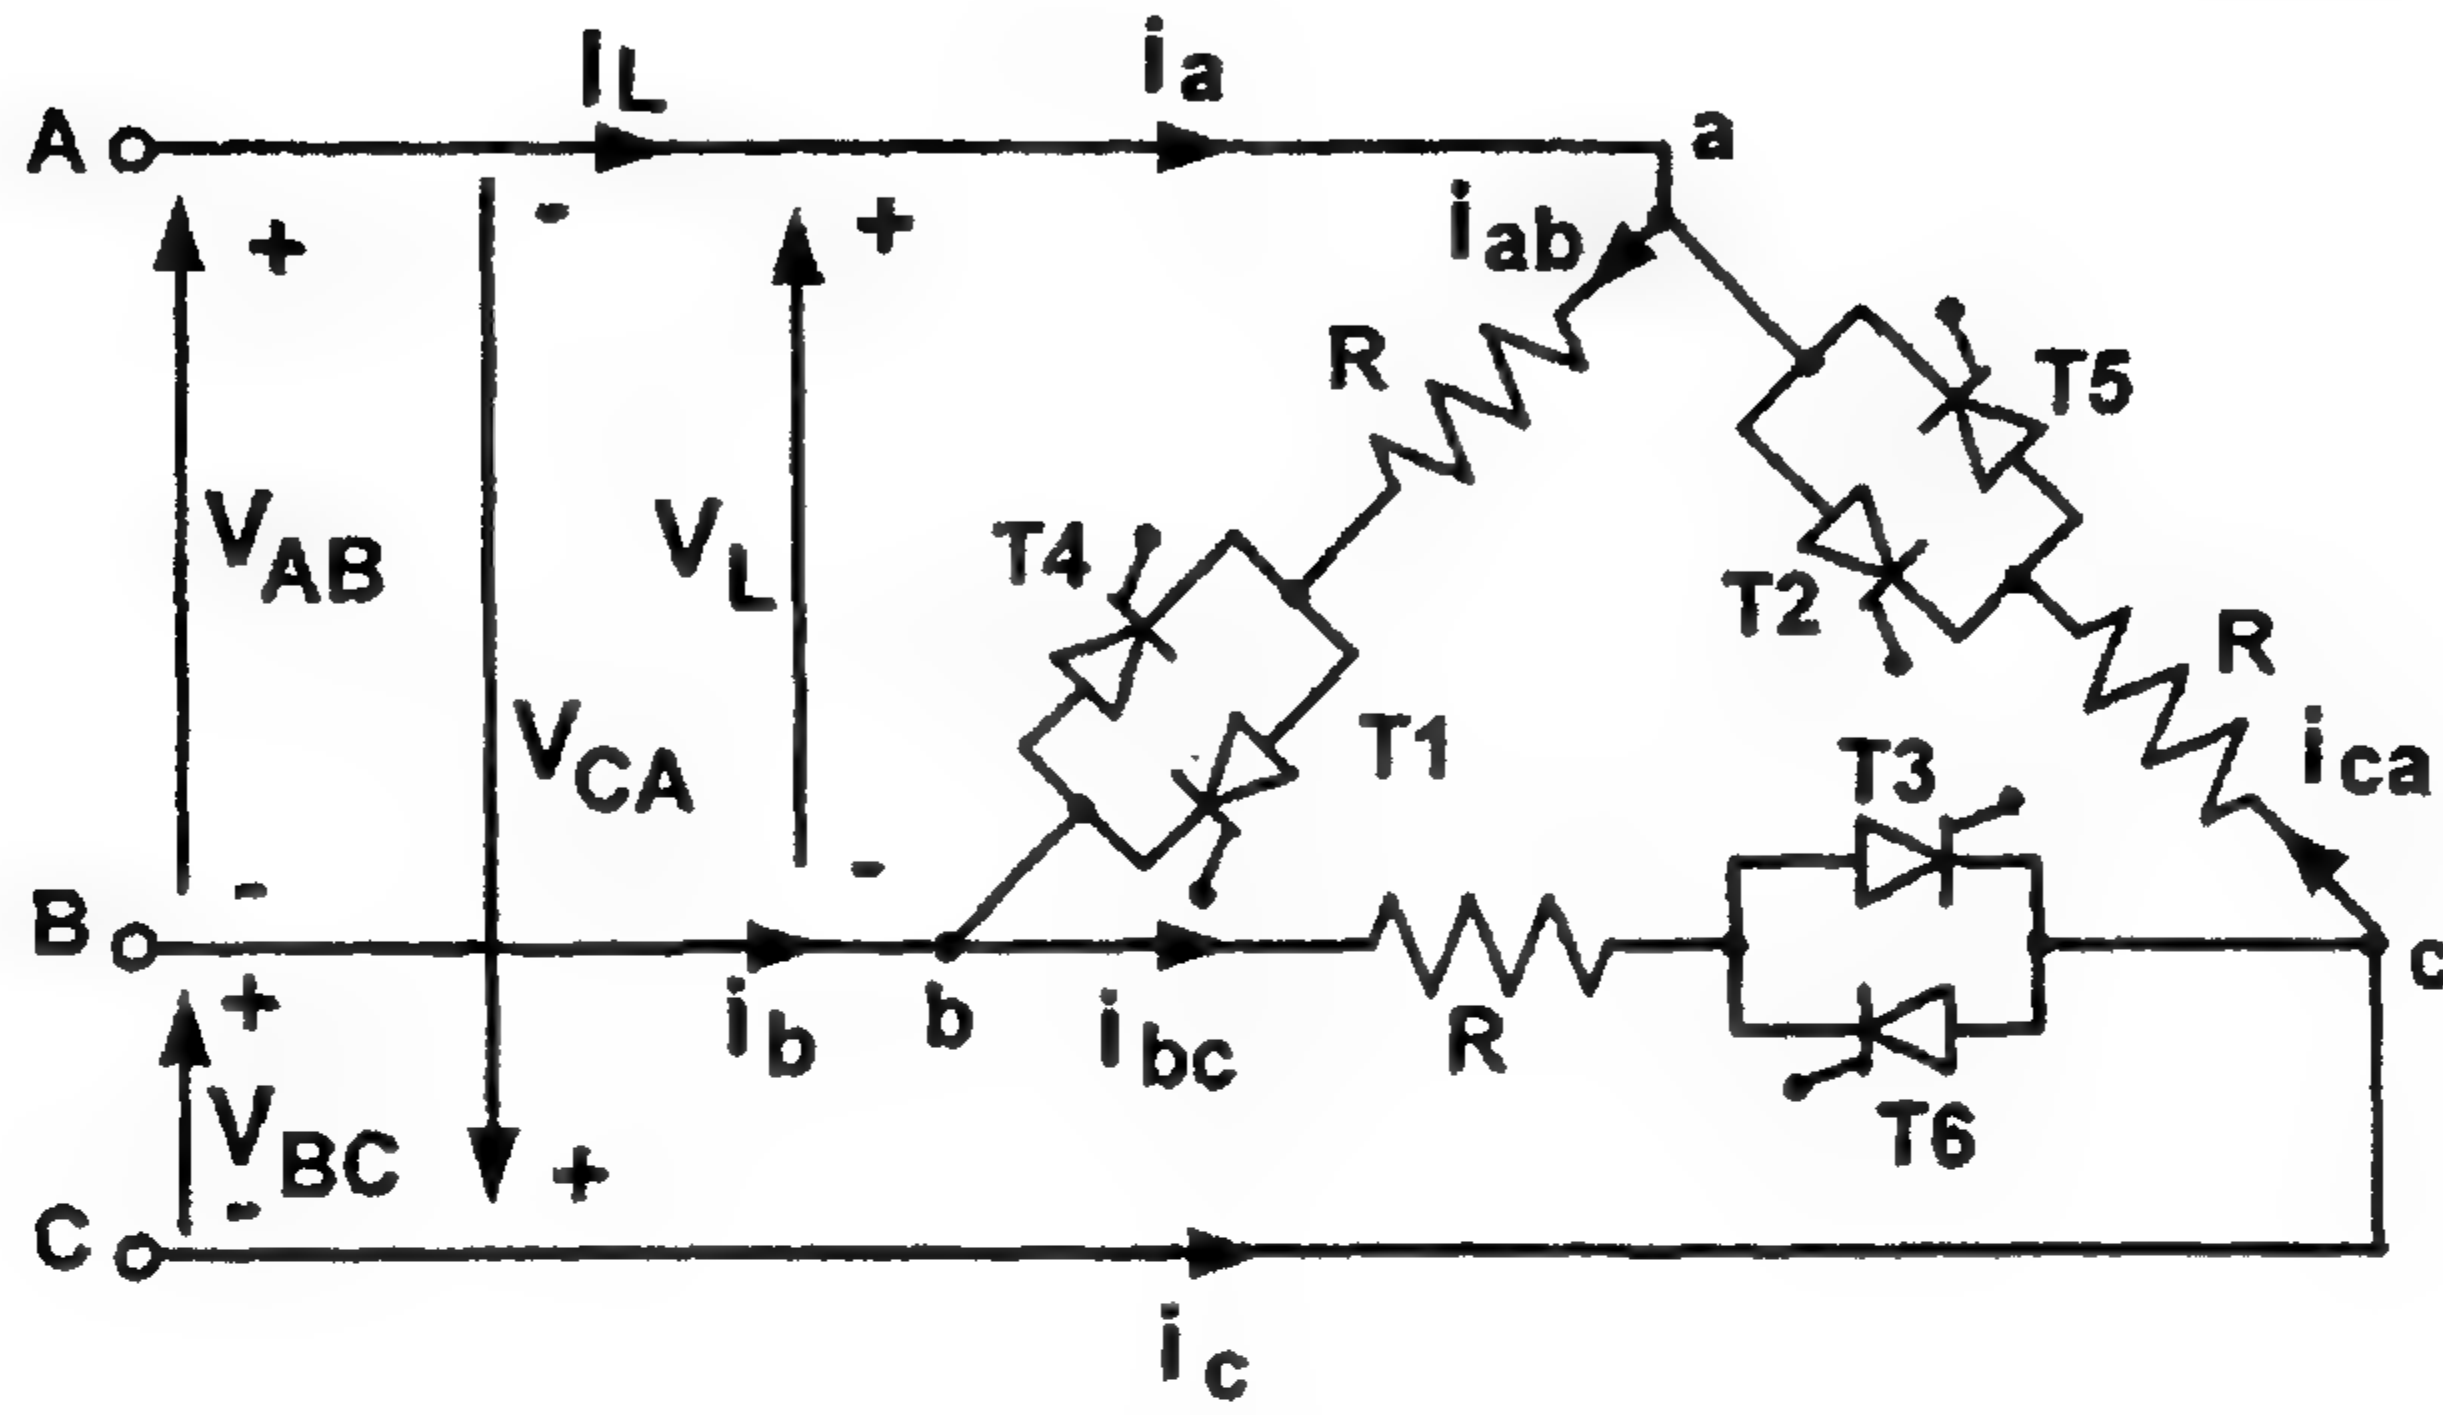 IL
ia
A
a
-
+
+
iab
R
T5
VAB
VL
T4
T2
R
VCA
T1
ica
T3
B
-
-
c
+
ib
b
ibc
R
T6
VBC
+
-
C
ic